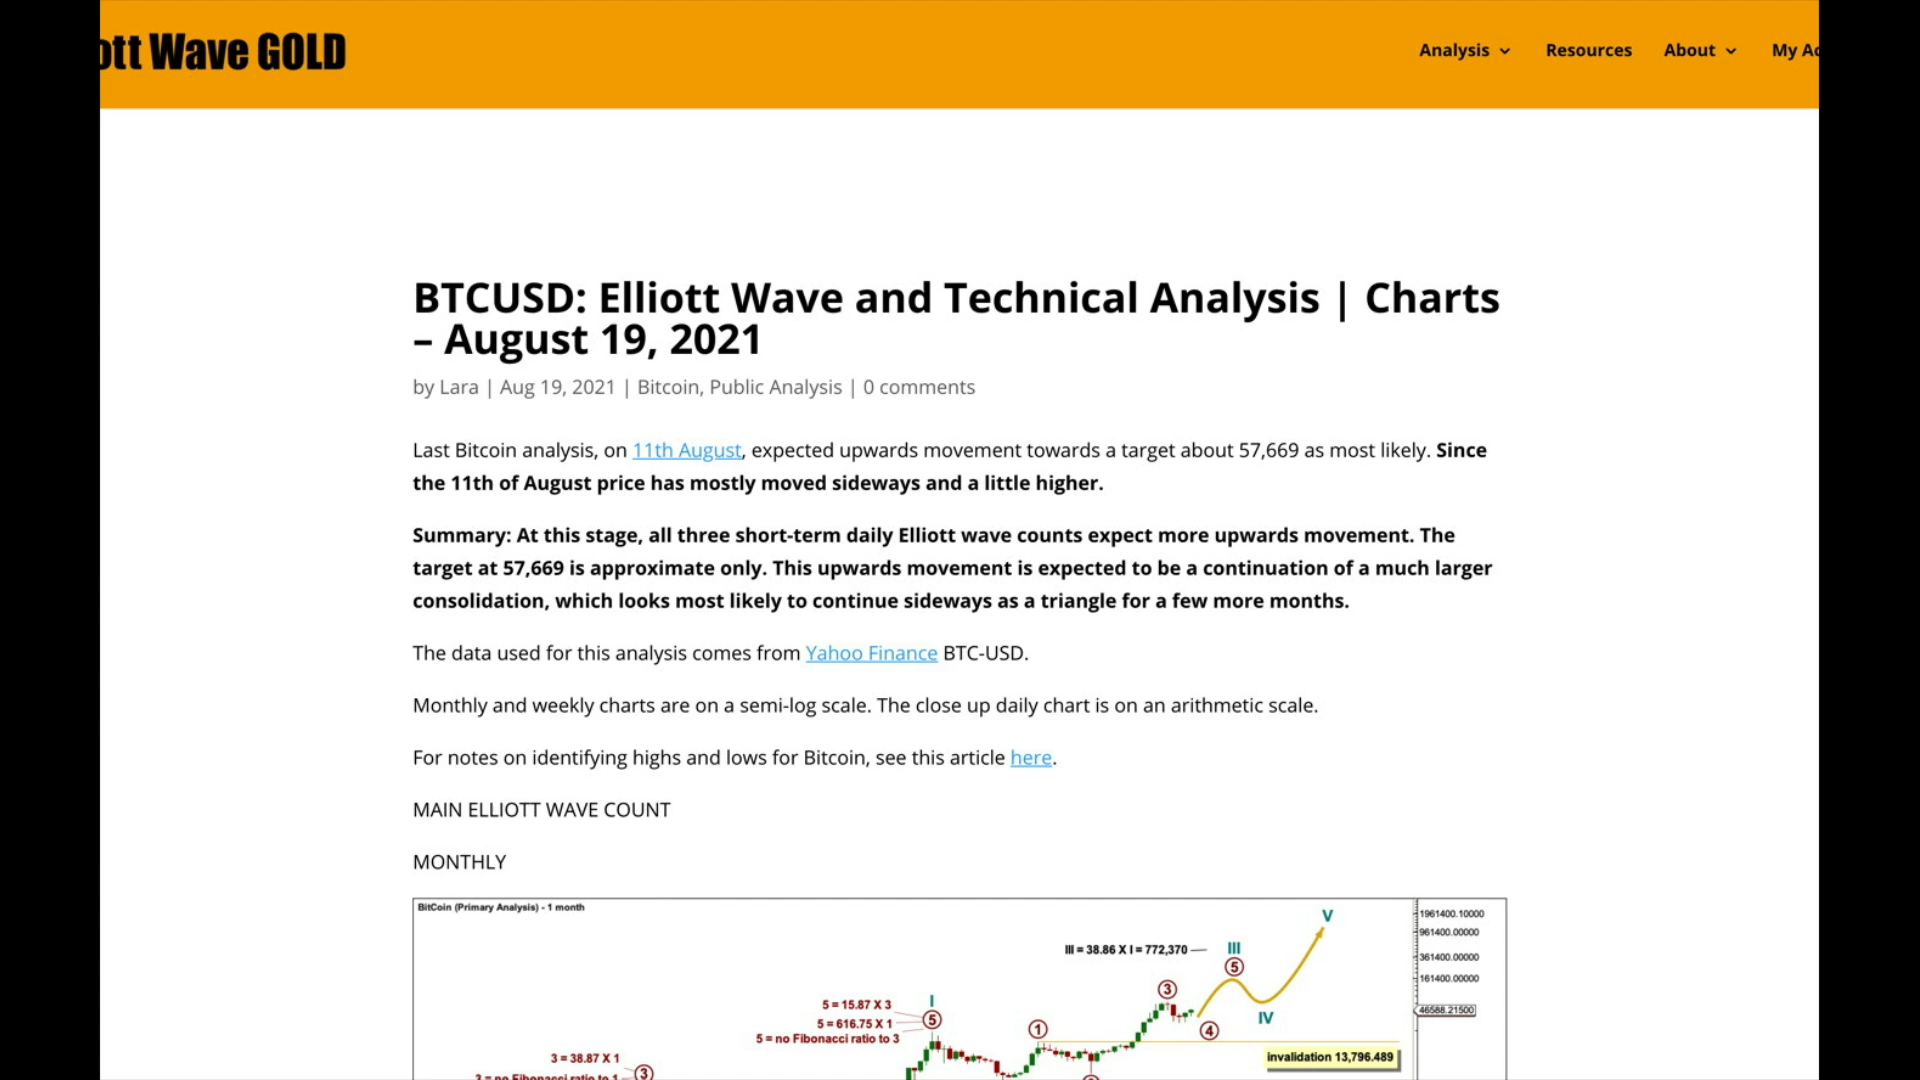 ott Wave GOLD
Analysis
Resources
About
My Ac
BTCUSD: Elliott Wave and Technical Analysis | Charts
– August 19, 2021
by Lara | Aug 19, 2021 | Bitcoin, Public Analysis | 0 comments
Last Bitcoin analysis, on 11th August, expected upwards movement towards a target about 57,669 as most likely. Since
the 11th of August price has mostly moved sideways and a little higher.
Summary: At this stage, all three short-term daily Elliott wave counts expect more upwards movement. The
target at 57,669 is approximate only. This upwards movement is expected to be a continuation of a much larger
consolidation, which looks most likely to continue sideways as a triangle for a few more months.
The data used for this analysis comes from Yahoo Finance BTC-USD.
Monthly and weekly charts are on a semi-log scale. The close up daily chart is on an arithmetic scale.
For notes on identifying highs and lows for Bitcoin, see this article here.
MAIN ELLIOTT WAVE COUNT
MONTHLY
BitCoin (Primary Analysis) - 1 month
V
1961400.10000
961400.00000
III = 38.86 X I = 772,370
III
5
361400.00000
161400.00000
3
5 = 15.87 X 3
I
46588.21500
5 = 616.75 X 1
5
IV
1
4
5 = no Fibonacci ratio to 3
3 = 38.87 X 1
invalidation 13,796.489
3 = no Fibonacci ratio to 1
3